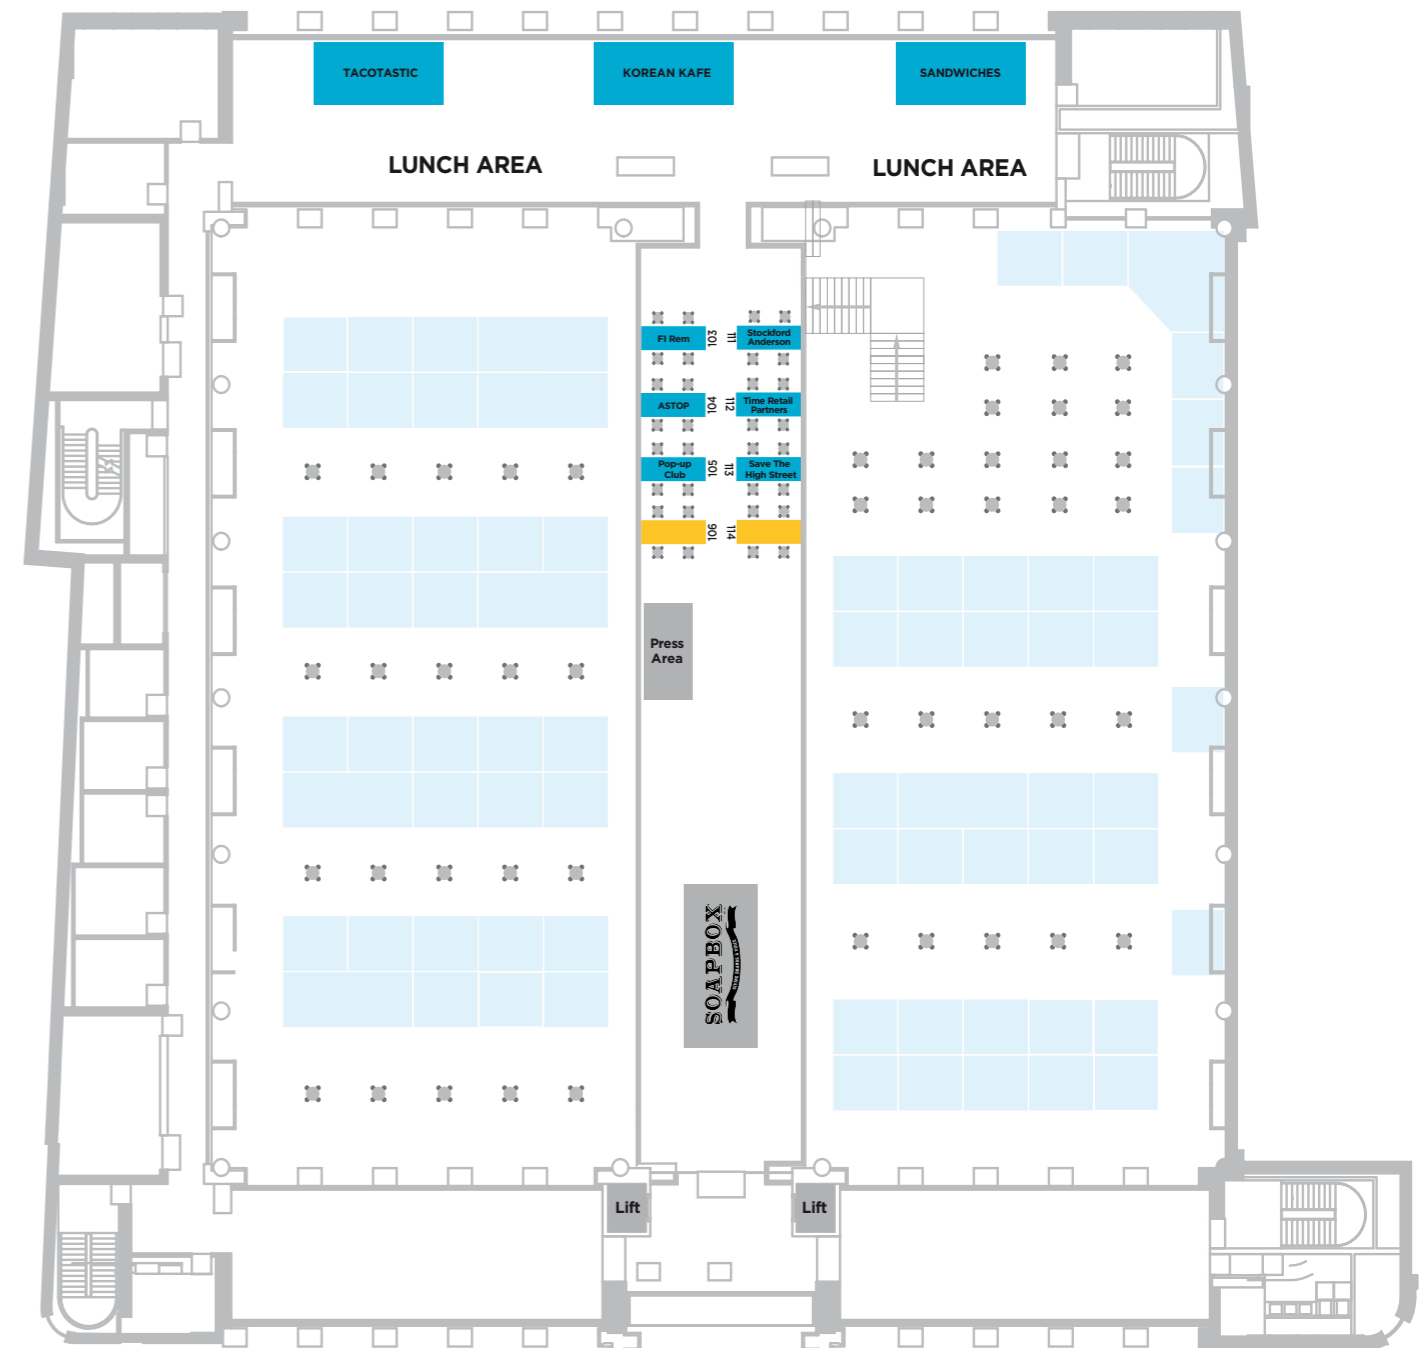 TACOTASTIC
KOREAN KAFE
SANDWICHES
LUNCH AREA
LUNCH AREA
FI Rem
103
111
Stockford
Anderson
ASTOP
104
112
Time Retail
Partners
Pop-up
Club
105
113
Save The
High Street
106
114
Press
Area
SOAPBOX
Lift
Lift